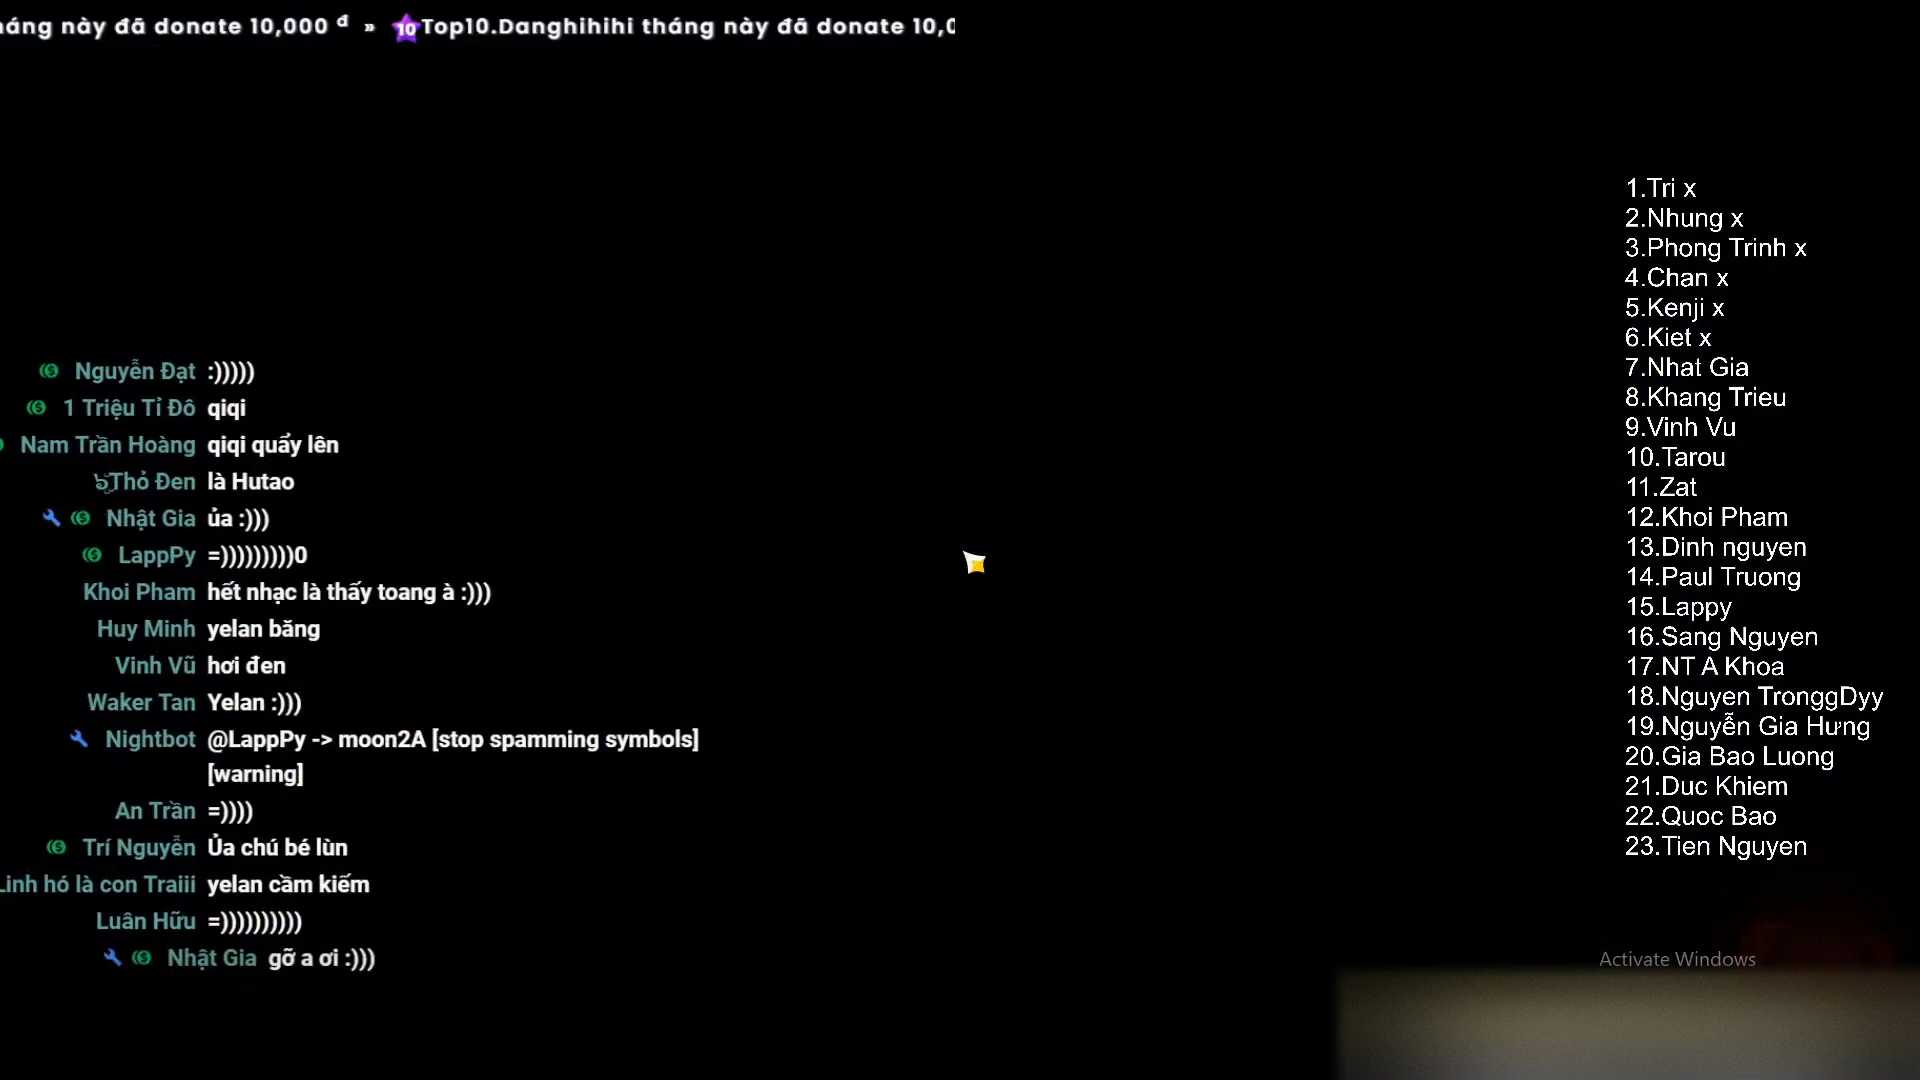 háng này đã donate 10,000 đ » 10 Top10.Danghihihi tháng này đã donate 10,0
1.Tri x
2.Nhung x
3.Phong Trinh x
4.Chan x
5.Kenji x
6.Kiet x
7.Nhat Gia
8.Khang Trieu
9.Vinh Vu
10.Tarou
11.Zat
12.Khoi Pham
13.Dinh nguyen
14.Paul Truong
15.Lappy
16.Sang Nguyen
17.NT A Khoa
18.Nguyen TronggDyy
19.Nguyễn Gia Hưng
20.Gia Bao Luong
21.Duc Khiem
22.Quoc Bao
23.Tien Nguyen
Nguyễn Đạt :)))))
1 Triệu Tỉ Đô qiqi
Nam Trần Hoàng qiqi quẩy lên
Thỏ Đen là Hutao
Nhật Gia ủa :)))
LappPy =)))))))))0
Khoi Pham hết nhạc là thấy toang à :)))
Huy Minh yelan băng
Vinh Vũ hơi đen
Waker Tan Yelan :)))
Nightbot @LappPy -> moon2A [stop spamming symbols]
[warning]
An Trần =))))
Trí Nguyễn Ủa chú bé lùn
Linh hó là con Traiii yelan cầm kiếm
Luân Hữu =))))))))))
Nhật Gia gỡ a ơi :)))
Activate Windows